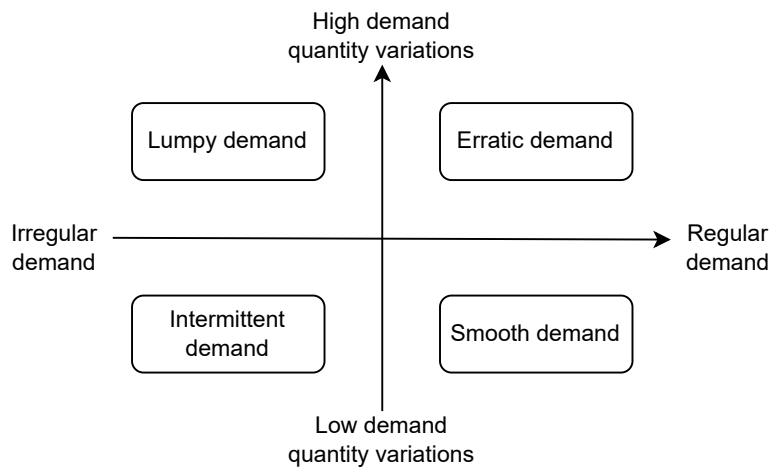 High demand
quantity variations
Lumpy demand
Erratic demand
Irregular
demand
Regular
demand
Intermittent
demand
Smooth demand
Low demand
quantity variations